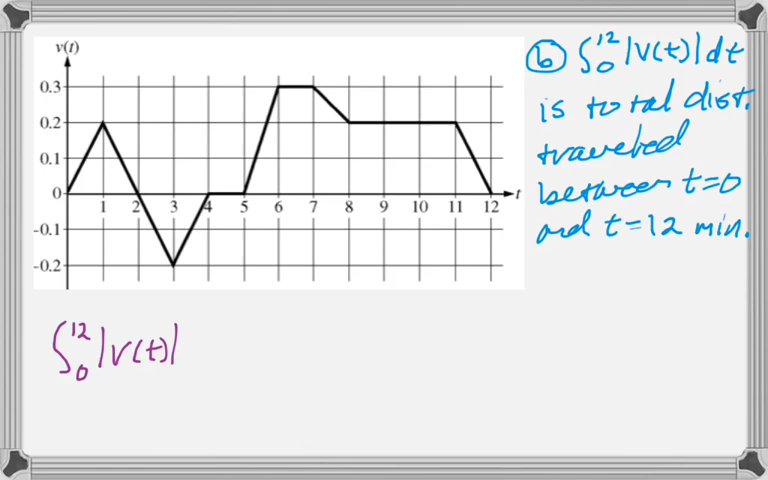 v(t)
0.3
0.2
0.1
0
-0.1
-0.2
1 2 3 4 5 6 7 8 9 10 11 12 t
ⓑ ∫₀¹² |v(t)| dt
is total dist.
traveled
between t=0
and t=12 min.
∫₀¹² |v(t)|